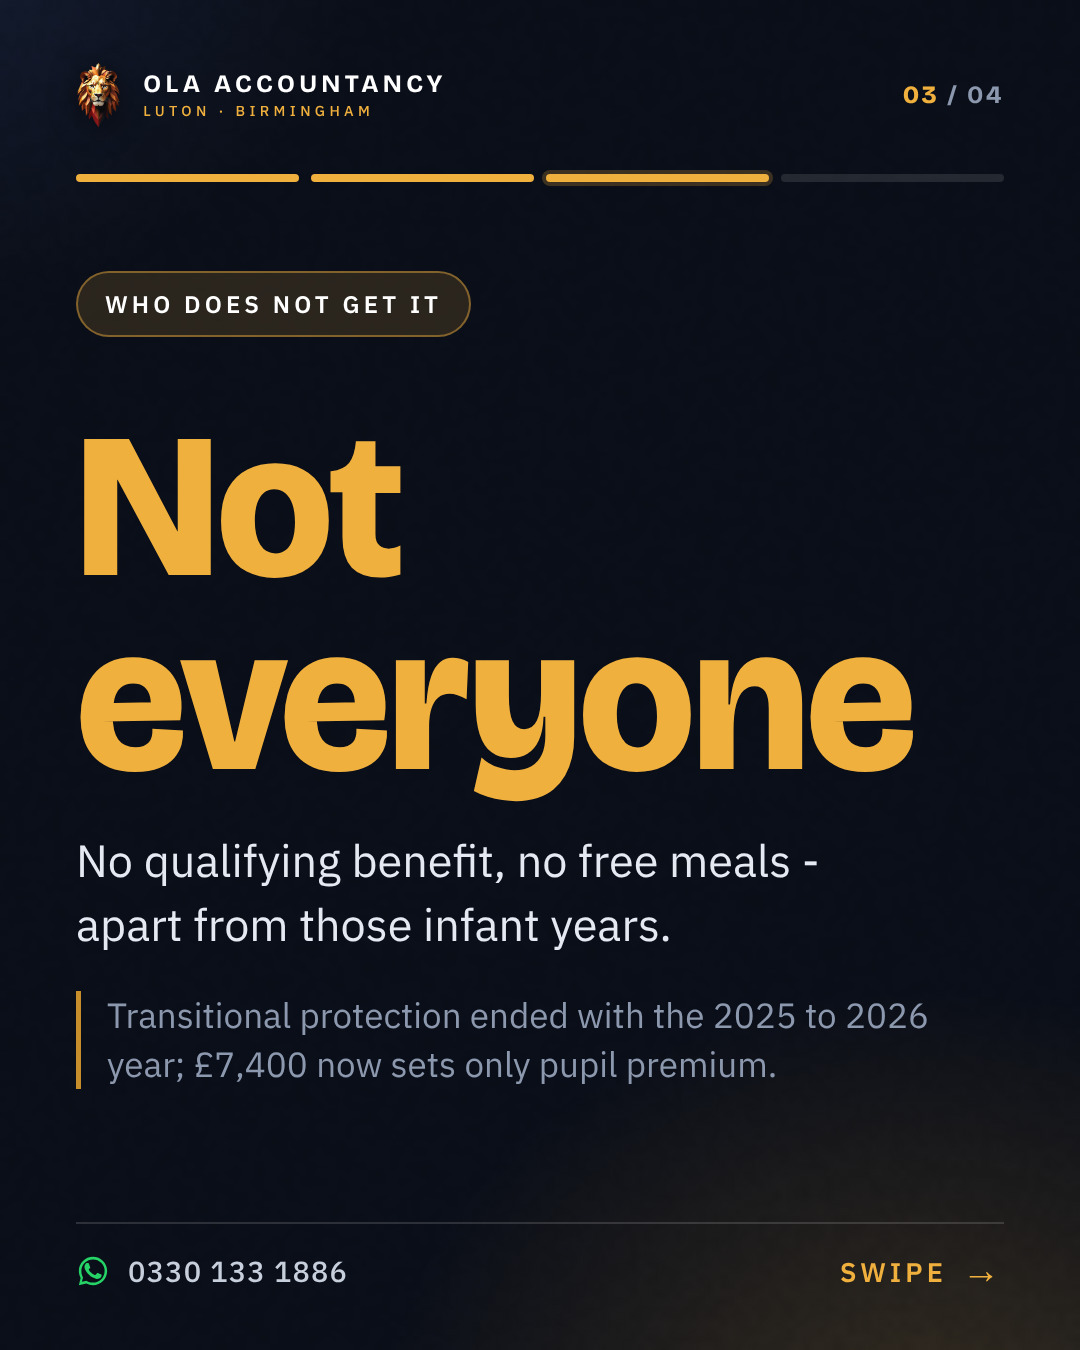 OLA ACCOUNTANCY
LUTON · BIRMINGHAM
03 / 04
WHO DOES NOT GET IT
Not
everyone
No qualifying benefit, no free meals -
apart from those infant years.
Transitional protection ended with the 2025 to 2026
year; £7,400 now sets only pupil premium.
0330 133 1886
SWIPE →